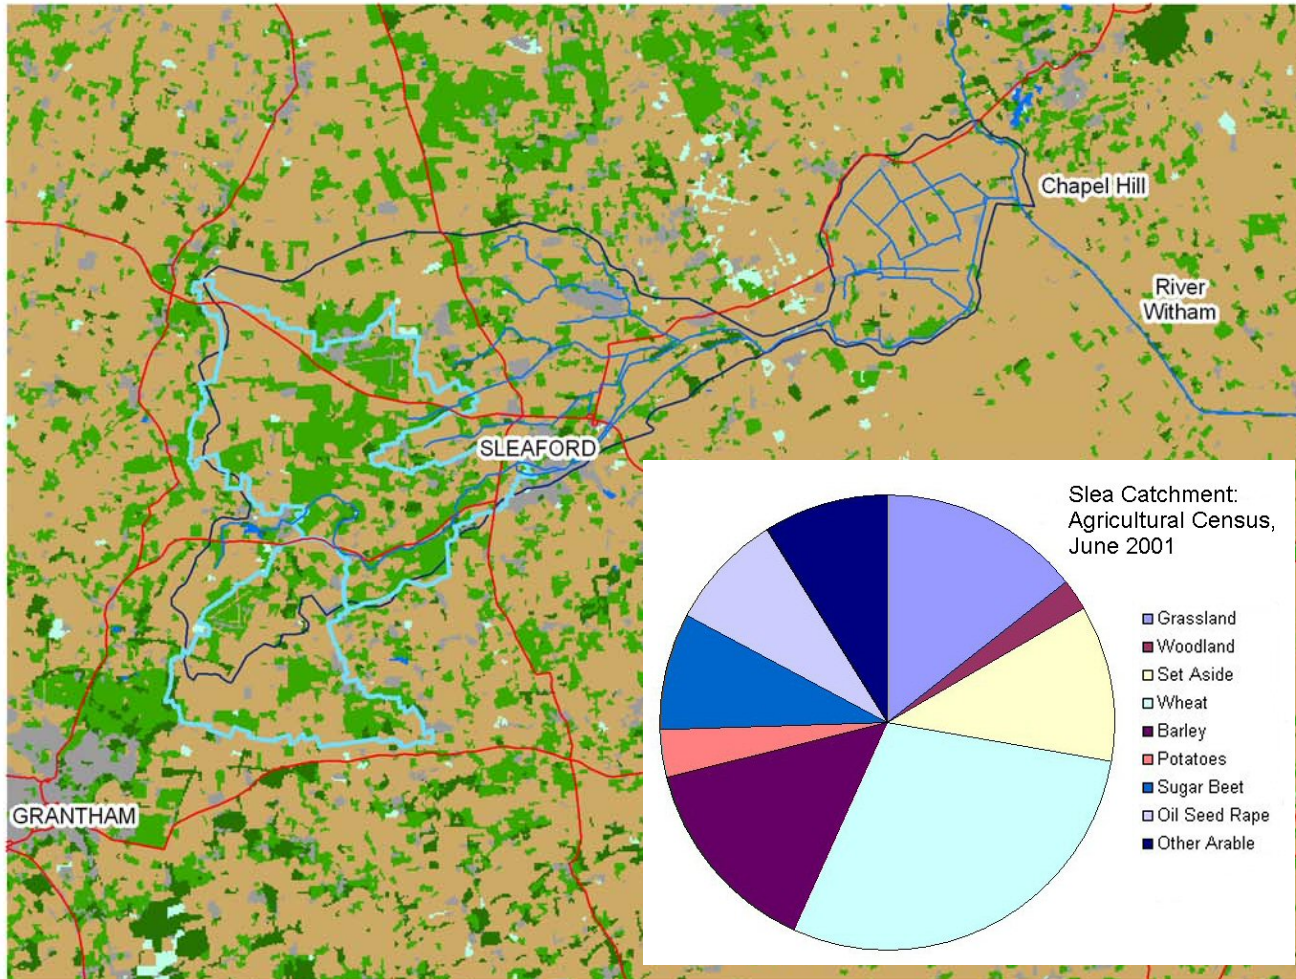 Chapel Hill
River
Witham
SLEAFORD
GRANTHAM
Slea Catchment:
Agricultural Census,
June 2001
Grassland
Woodland
Set Aside
Wheat
Barley
Potatoes
Sugar Beet
Oil Seed Rape
Other Arable